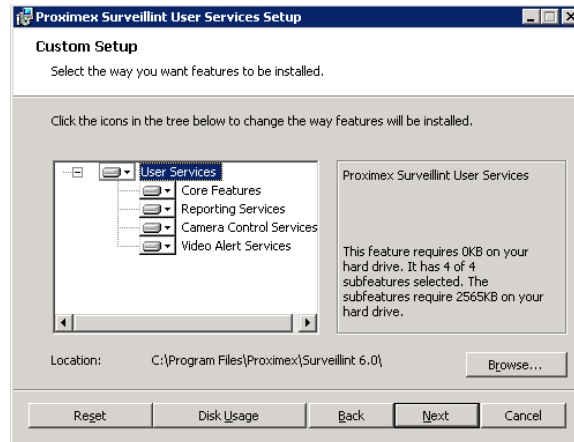 Proximex Surveillint User Services Setup
Custom Setup
Select the way you want features to be installed.
Click the icons in the tree below to change the way features will be installed.
User Services
Core Features
Reporting Services
Camera Control Services
Video Alert Services
Proximex Surveillint User Services
This feature requires 0KB on your
hard drive. It has 4 of 4
subfeatures selected. The
subfeatures require 2565KB on your
hard drive.
Location: C:\Program Files\Proximex\Surveillint 6.0\
Browse...
Reset Disk Usage Back Next Cancel